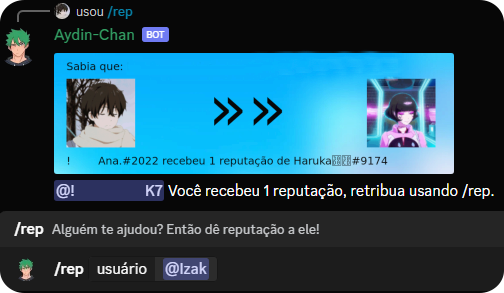 usou /rep
Aydin-Chan BOT
Sabia que:
»»
! Ana.#2022 recebeu 1 reputação de Haruka#9174
@! K7 Você recebeu 1 reputação, retribua usando /rep.
/rep Alguém te ajudou? Então dê reputação a ele!
/rep usuário @Izak